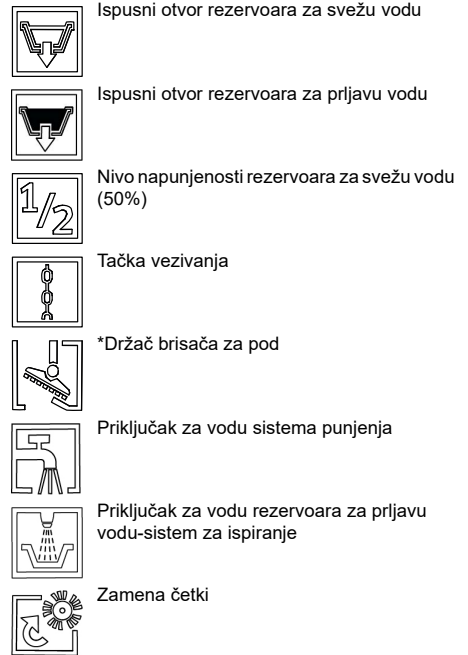 Ispusni otvor rezervoara za svežu vodu
Ispusni otvor rezervoara za prljavu vodu
1/2
Nivo napunjenosti rezervoara za svežu vodu
(50%)
Tačka vezivanja
*Držač brisača za pod
Priključak za vodu sistema punjenja
Priključak za vodu rezervoara za prljavu
vodu-sistem za ispiranje
Zamena četki